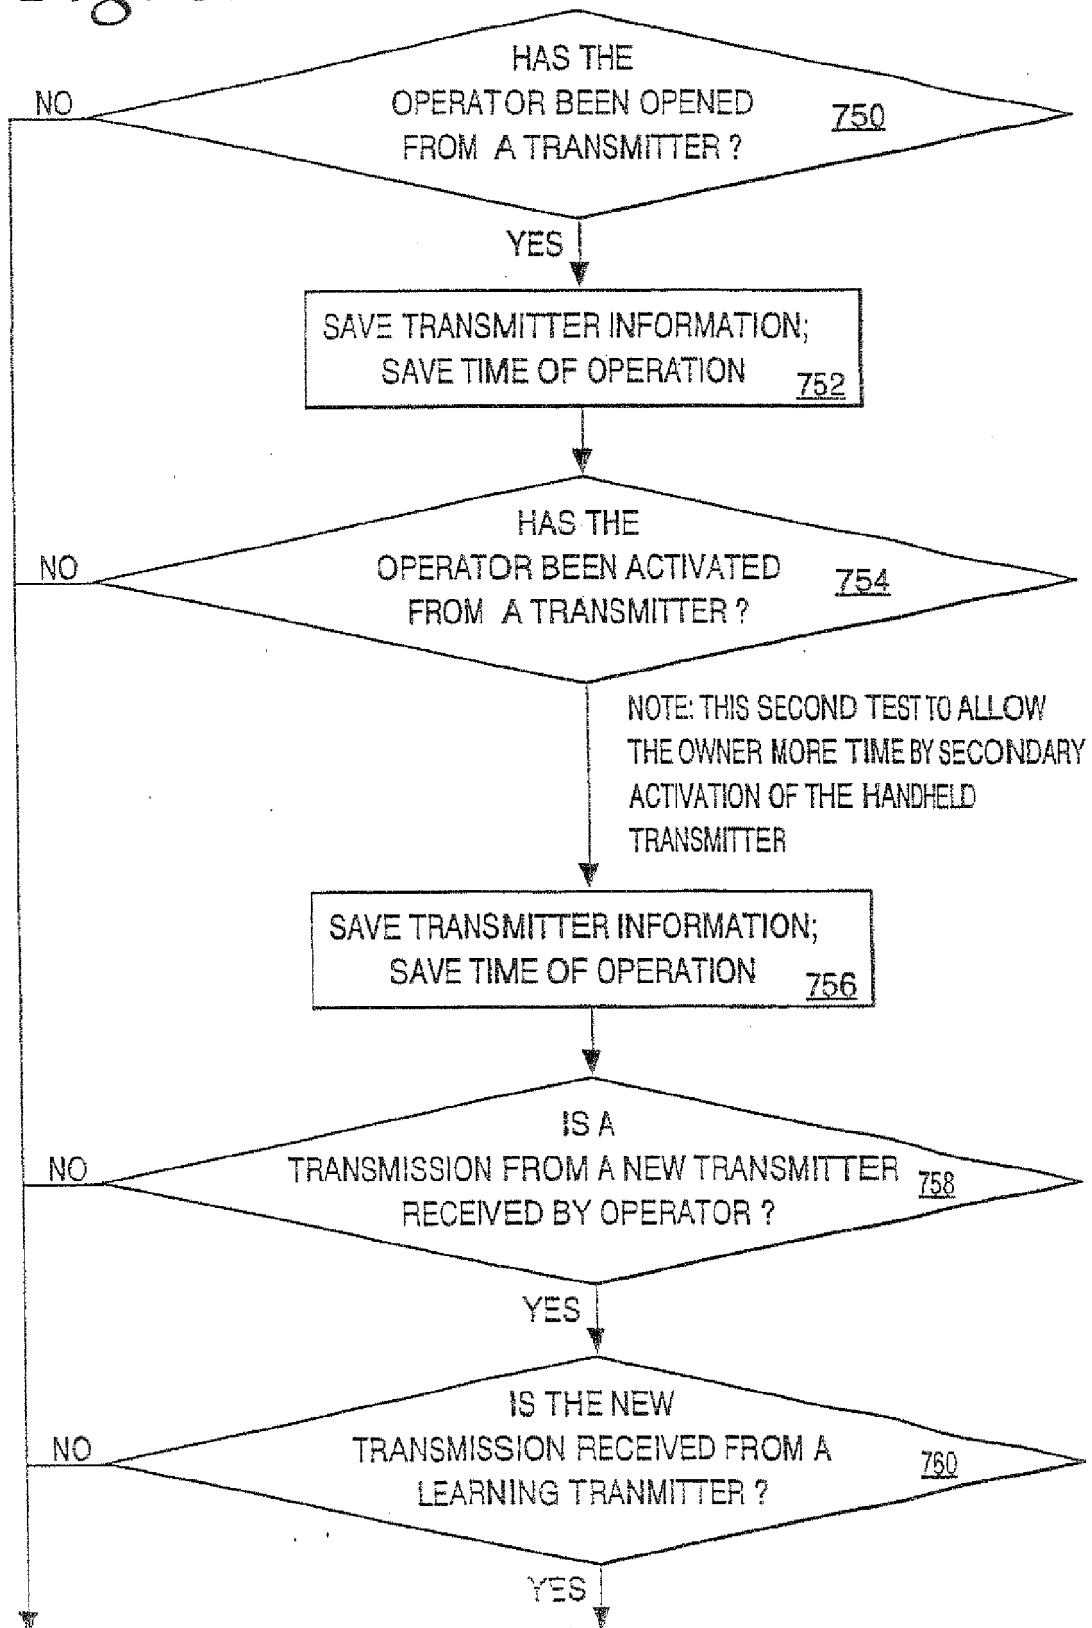 HAS THE
OPERATOR BEEN OPENED
FROM A TRANSMITTER ?
750
NO
YES
SAVE TRANSMITTER INFORMATION;
SAVE TIME OF OPERATION
752
HAS THE
OPERATOR BEEN ACTIVATED
FROM A TRANSMITTER ?
754
NO
NOTE: THIS SECOND TEST TO ALLOW
THE OWNER MORE TIME BY SECONDARY
ACTIVATION OF THE HANDHELD
TRANSMITTER
SAVE TRANSMITTER INFORMATION;
SAVE TIME OF OPERATION
756
IS A
TRANSMISSION FROM A NEW TRANSMITTER
RECEIVED BY OPERATOR ?
758
NO
YES
IS THE NEW
TRANSMISSION RECEIVED FROM A
LEARNING TRANMITTER ?
760
NO
YES